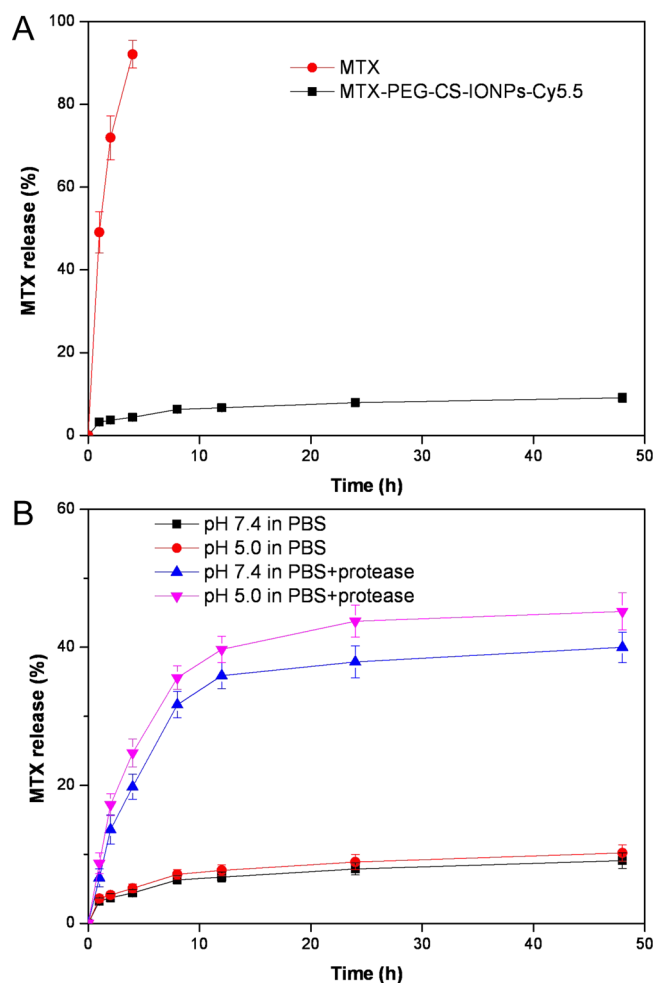 A
100
80
60
40
20
0
MTX release (%)
MTX
MTX-PEG-CS-IONPs-Cy5.5
0 10 20 30 40 50
Time (h)
B
60
40
20
0
MTX release (%)
pH 7.4 in PBS
pH 5.0 in PBS
pH 7.4 in PBS+protease
pH 5.0 in PBS+protease
0 10 20 30 40 50
Time (h)